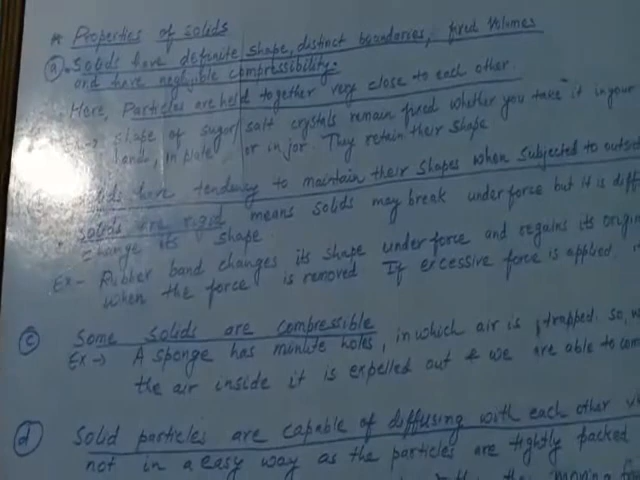 * Properties of solids
(a). Solids have definite shape, distinct boundaries, fixed volumes
and have negligible compressibility.
Here, Particles are held together very close to each other.
Ex → shape of sugar/salt crystals remain fixed whether you take it in your
hand, in plate or in jar. They retain their shape
Solids have tendency to maintain their shapes when subjected to outside
solids are rigid means solids may break under force but it is
change its shape
Ex - Rubber band changes its shape under force and regains its
when the force is removed If excessive force is applied
(c) Some solids are compressible
Ex → A sponge has minute holes, in which air is trapped. So,
the air inside it is expelled out & we are able to
(d) Solid particles are capable of diffusing with each other
not in a easy way as the particles are tightly packed